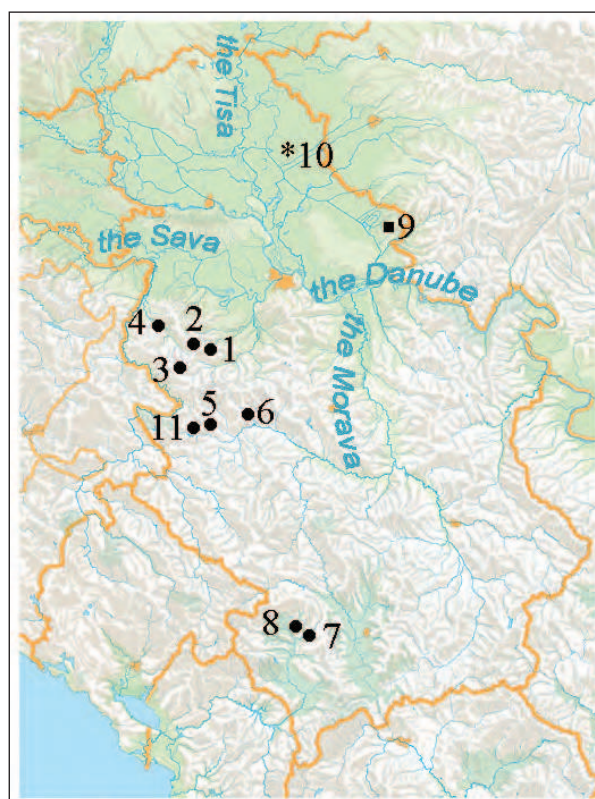 the Tisa
*10
9
the Sava
the Danube
4
2
1
3
the Morava
5
6
11
8
7